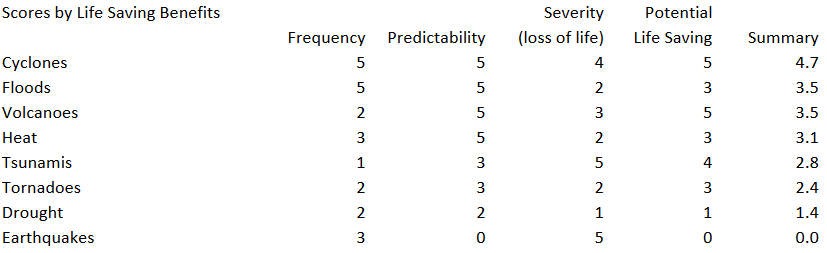 Scores by Life Saving Benefits Severity Potential
Frequency Predictability (loss of life) Life Saving Summary
Cyclones 5 5 4 5 4.7
Floods 5 5 2 3 3.5
Volcanoes 2 5 3 5 3.5
Heat 3 5 2 3 3.1
Tsunamis 1 3 5 4 2.8
Tornadoes 2 3 2 3 2.4
Drought 2 2 1 1 1.4
Earthquakes 3 0 5 0 0.0